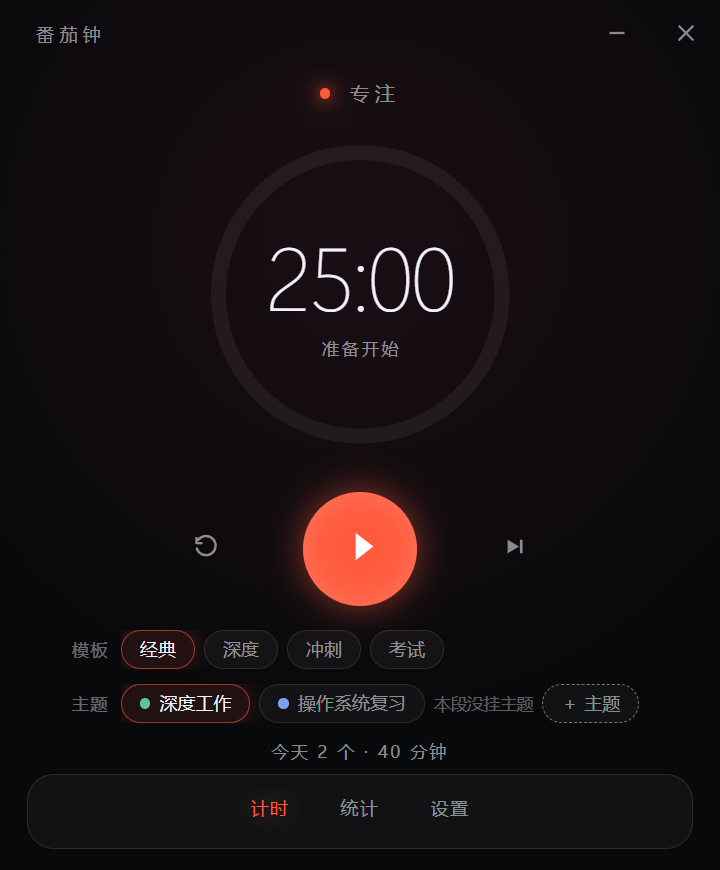 番茄钟
专注
25:00
准备开始
模板 经典 深度 冲刺 考试
主题 深度工作 操作系统复习 本段没挂主题 + 主题
今天 2 个 · 40 分钟
计时 统计 设置